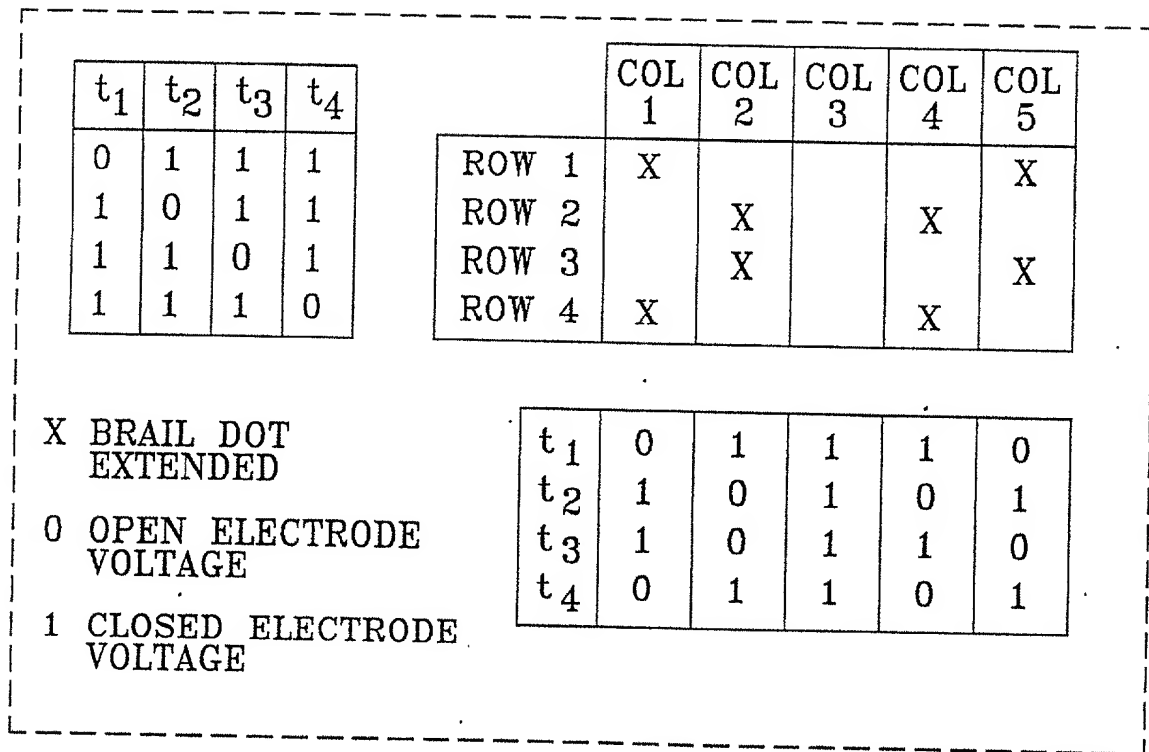 t1 t2 t3 t4
0 1 1 1
1 0 1 1
1 1 0 1
1 1 1 0
COL 1 COL 2 COL 3 COL 4 COL 5
ROW 1 X X
ROW 2 X X
ROW 3 X X
ROW 4 X X
X BRAIL DOT
EXTENDED
0 OPEN ELECTRODE
VOLTAGE
1 CLOSED ELECTRODE
VOLTAGE
t1 0 1 1 1 0
t2 1 0 1 0 1
t3 1 0 1 1 0
t4 0 1 1 0 1